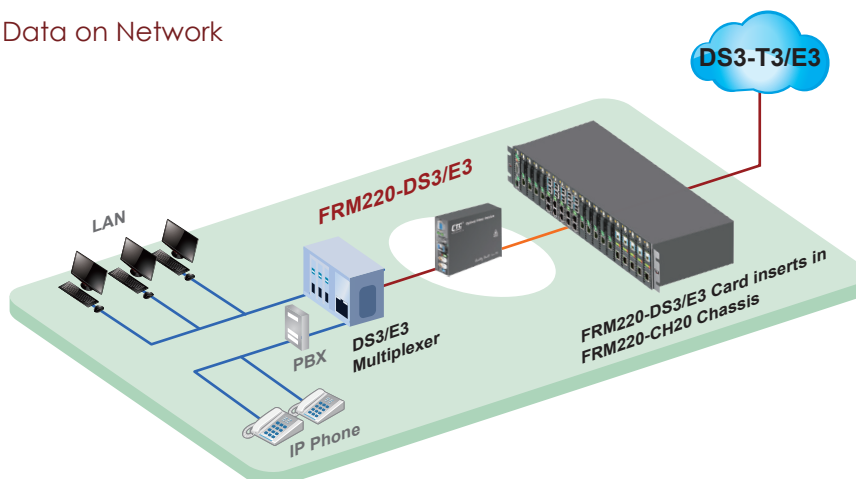 Data on Network
DS3-T3/E3
FRM220-DS3/E3
LAN
CTC
DS3/E3
Multiplexer
PBX
IP Phone
FRM220-DS3/E3 Card inserts in
FRM220-CH20 Chassis